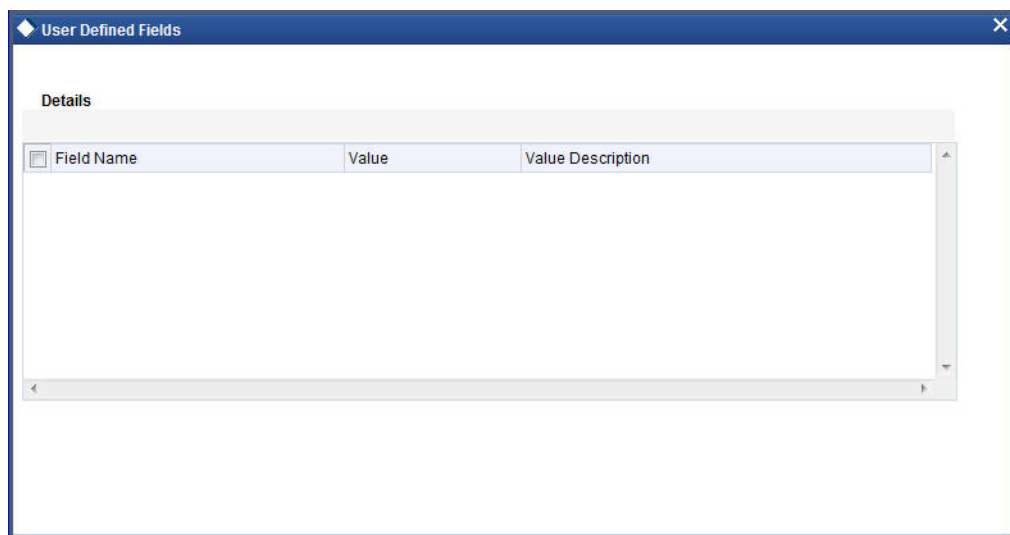 User Defined Fields
Details
Field Name Value Value Description